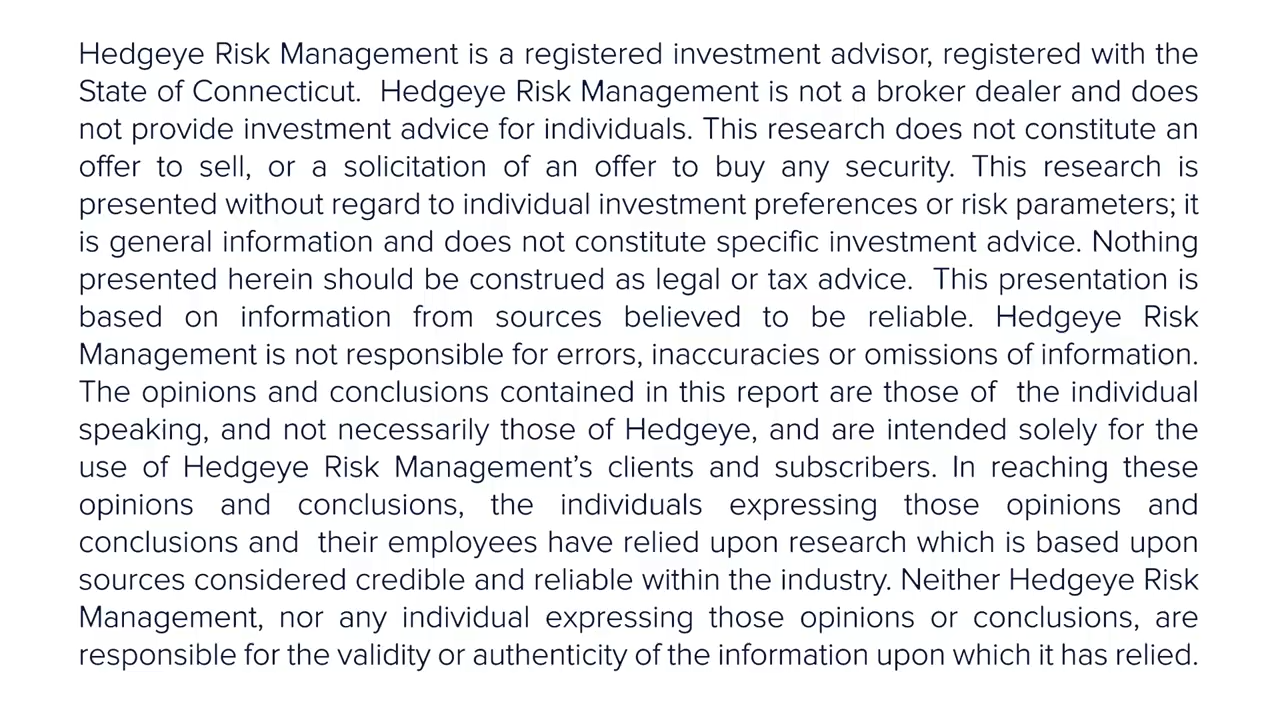 Hedgeye Risk Management is a registered investment advisor, registered with the
State of Connecticut.  Hedgeye Risk Management is not a broker dealer and does
not provide investment advice for individuals. This research does not constitute an
offer to sell, or a solicitation of an offer to buy any security. This research is
presented without regard to individual investment preferences or risk parameters; it
is general information and does not constitute specific investment advice. Nothing
presented herein should be construed as legal or tax advice.  This presentation is
based on information from sources believed to be reliable. Hedgeye Risk
Management is not responsible for errors, inaccuracies or omissions of information.
The opinions and conclusions contained in this report are those of  the individual
speaking, and not necessarily those of Hedgeye, and are intended solely for the
use of Hedgeye Risk Management’s clients and subscribers. In reaching these
opinions and conclusions, the individuals expressing those opinions and
conclusions and  their employees have relied upon research which is based upon
sources considered credible and reliable within the industry. Neither Hedgeye Risk
Management, nor any individual expressing those opinions or conclusions, are
responsible for the validity or authenticity of the information upon which it has relied.